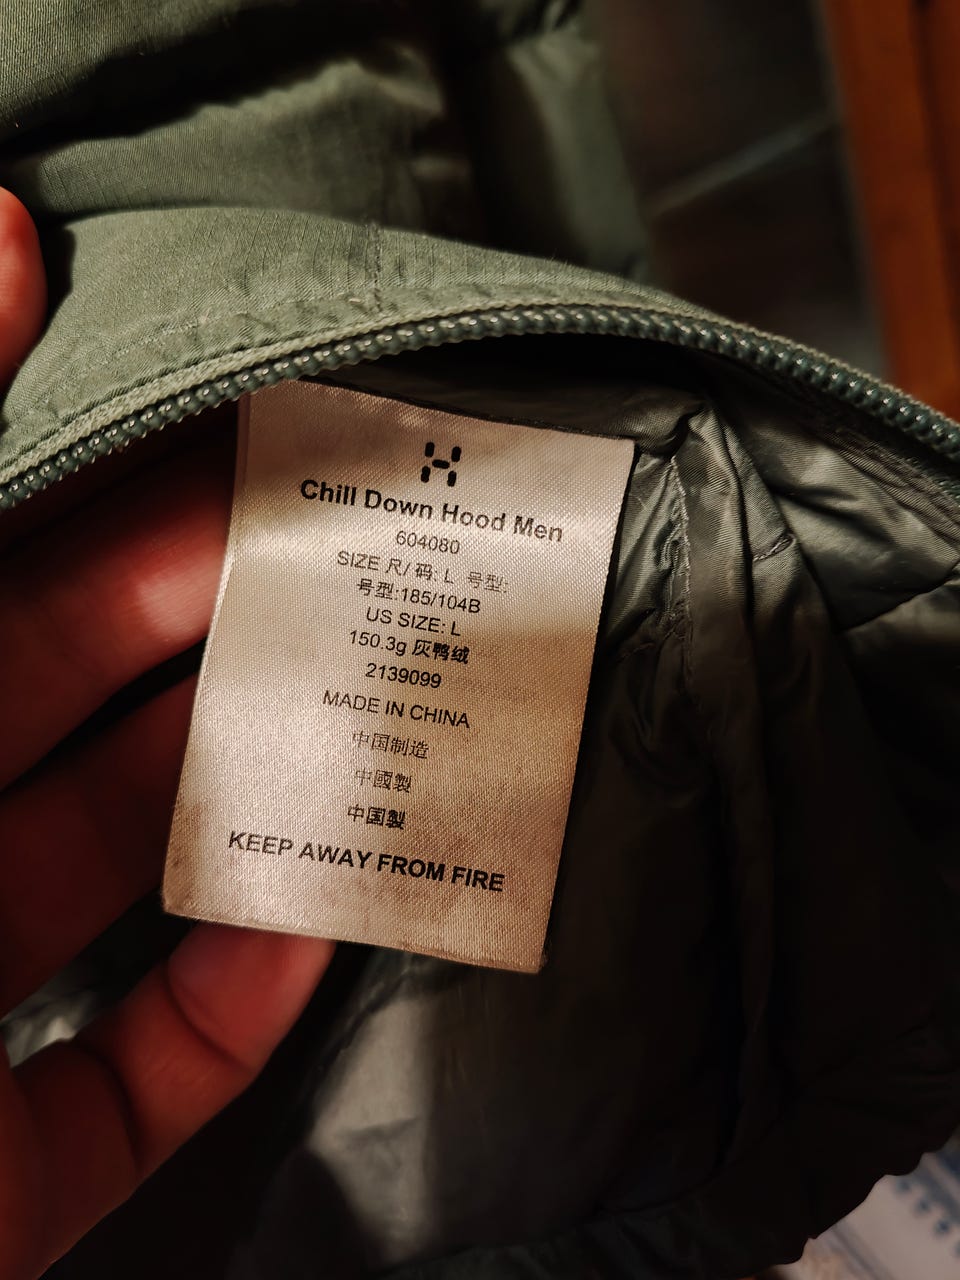 Chill Down Hood Men
604080
SIZE 尺/ 码: L 号型:
号型:185/104B
US SIZE: L
150.3g 灰鸭绒
2139099
MADE IN CHINA
中国制造
中國製
中国製
KEEP AWAY FROM FIRE